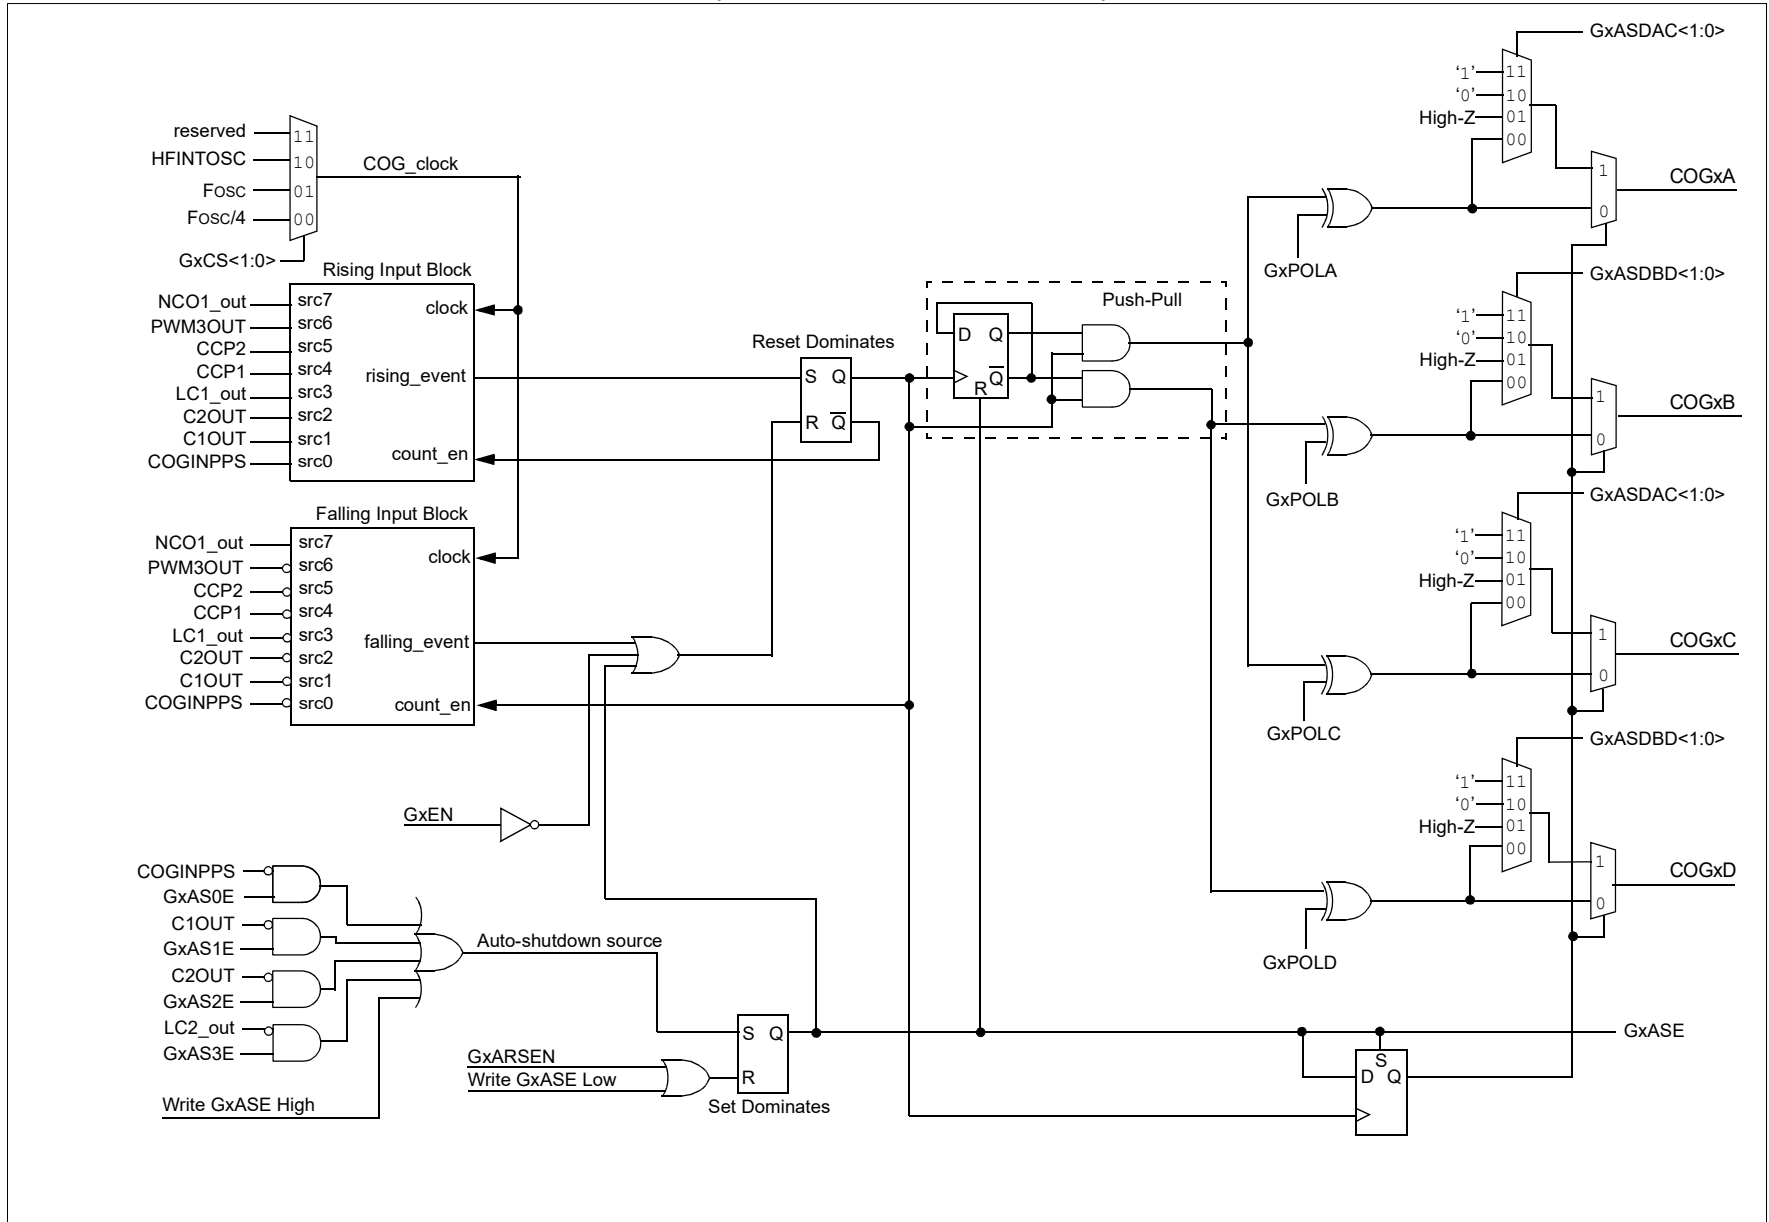 GxASDAC<1:0>
‘1’ 11
‘0’ 10
High-Z 01
00
1
COGxA
0
GxPOLA
reserved 11
HFINTOSC 10
FOSC 01
FOSC/4 00
COG_clock
GxCS<1:0>
Rising Input Block
NCO1_out src7
PWM3OUT src6
CCP2 src5
CCP1 src4
LC1_out src3
C2OUT src2
C1OUT src1
COGINPPS src0
clock
rising_event
count_en
Reset Dominates
S Q
R Q
Push-Pull
D Q
R Q
GxASDBD<1:0>
‘1’ 11
‘0’ 10
High-Z 01
00
1
COGxB
0
GxPOLB
Falling Input Block
NCO1_out src7
PWM3OUT src6
CCP2 src5
CCP1 src4
LC1_out src3
C2OUT src2
C1OUT src1
COGINPPS src0
clock
falling_event
count_en
GxASDAC<1:0>
‘1’ 11
‘0’ 10
High-Z 01
00
1
COGxC
0
GxPOLC
GxEN
GxASDBD<1:0>
‘1’ 11
‘0’ 10
High-Z 01
00
1
COGxD
0
GxPOLD
COGINPPS
GxAS0E
C1OUT
GxAS1E
C2OUT
GxAS2E
LC2_out
GxAS3E
Write GxASE High
Auto-shutdown source
GxARSEN
Write GxASE Low
S Q
R
Set Dominates
GxASE
S
D Q